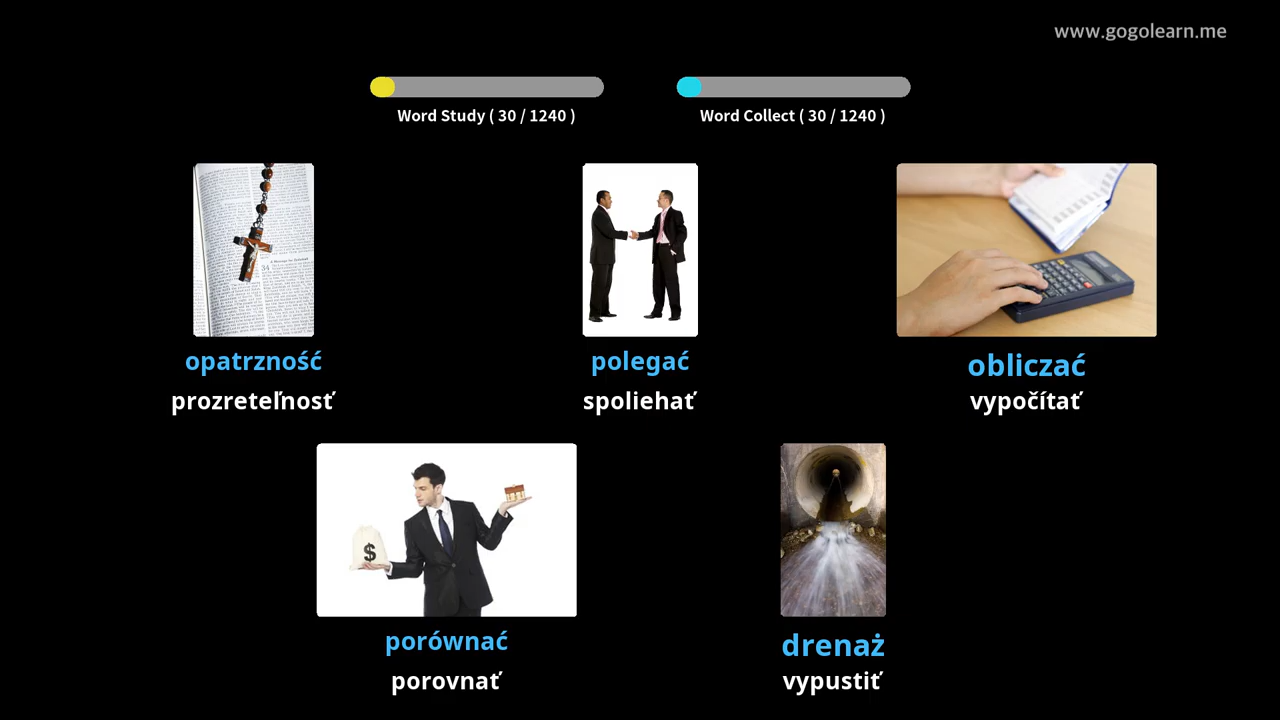 www.gogolearn.me
Word Study ( 30 / 1240 )
Word Collect ( 30 / 1240 )
opatrzność
prozreteľnosť
polegać
spoliehať
obliczać
vypočítať
$
porównać
porovnať
drenaż
vypustiť